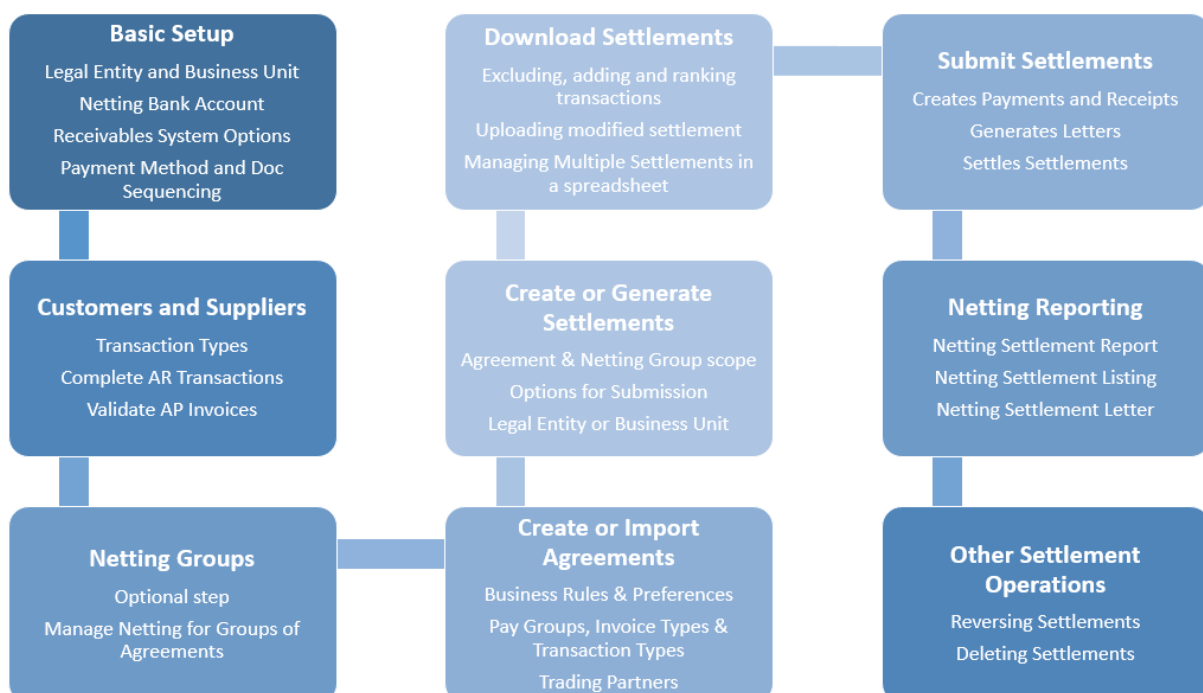 Basic Setup
Legal Entity and Business Unit
Netting Bank Account
Receivables System Options
Payment Method and Doc
Sequencing
Customers and Suppliers
Transaction Types
Complete AR Transactions
Validate AP Invoices
Netting Groups
Optional step
Manage Netting for Groups of
Agreements
Create or Import
Agreements
Business Rules & Preferences
Pay Groups, Invoice Types &
Transaction Types
Trading Partners
Create or Generate
Settlements
Agreement & Netting Group scope
Options for Submission
Legal Entity or Business Unit
Download Settlements
Excluding, adding and ranking
transactions
Uploading modified settlement
Managing Multiple Settlements in
a spreadsheet
Submit Settlements
Creates Payments and Receipts
Generates Letters
Settles Settlements
Netting Reporting
Netting Settlement Report
Netting Settlement Listing
Netting Settlement Letter
Other Settlement
Operations
Reversing Settlements
Deleting Settlements